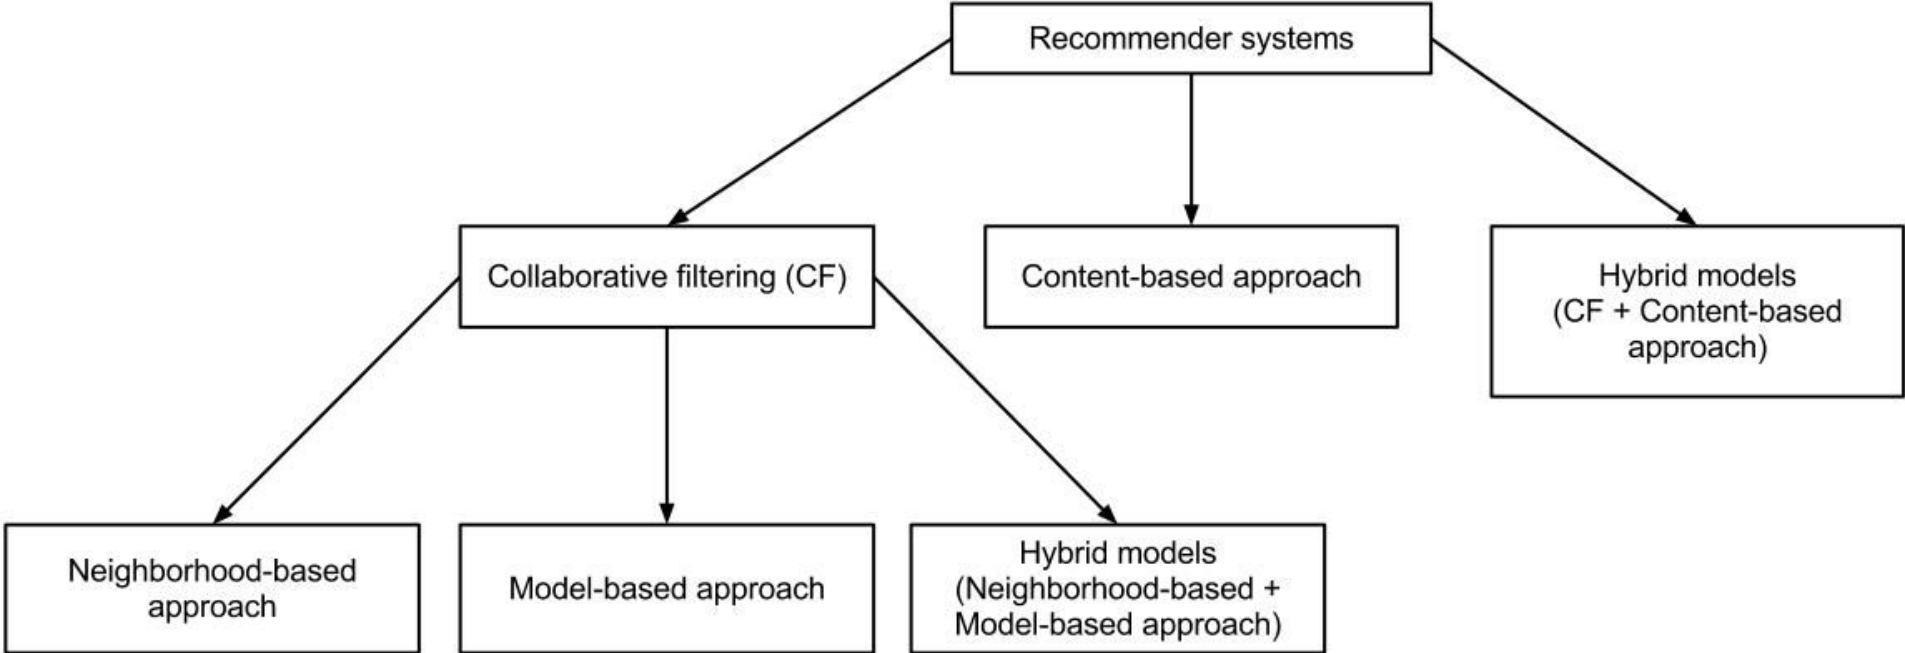 Recommender systems
Collaborative filtering (CF)
Content-based approach
Hybrid models
(CF + Content-based
approach)
Neighborhood-based
approach
Model-based approach
Hybrid models
(Neighborhood-based +
Model-based approach)